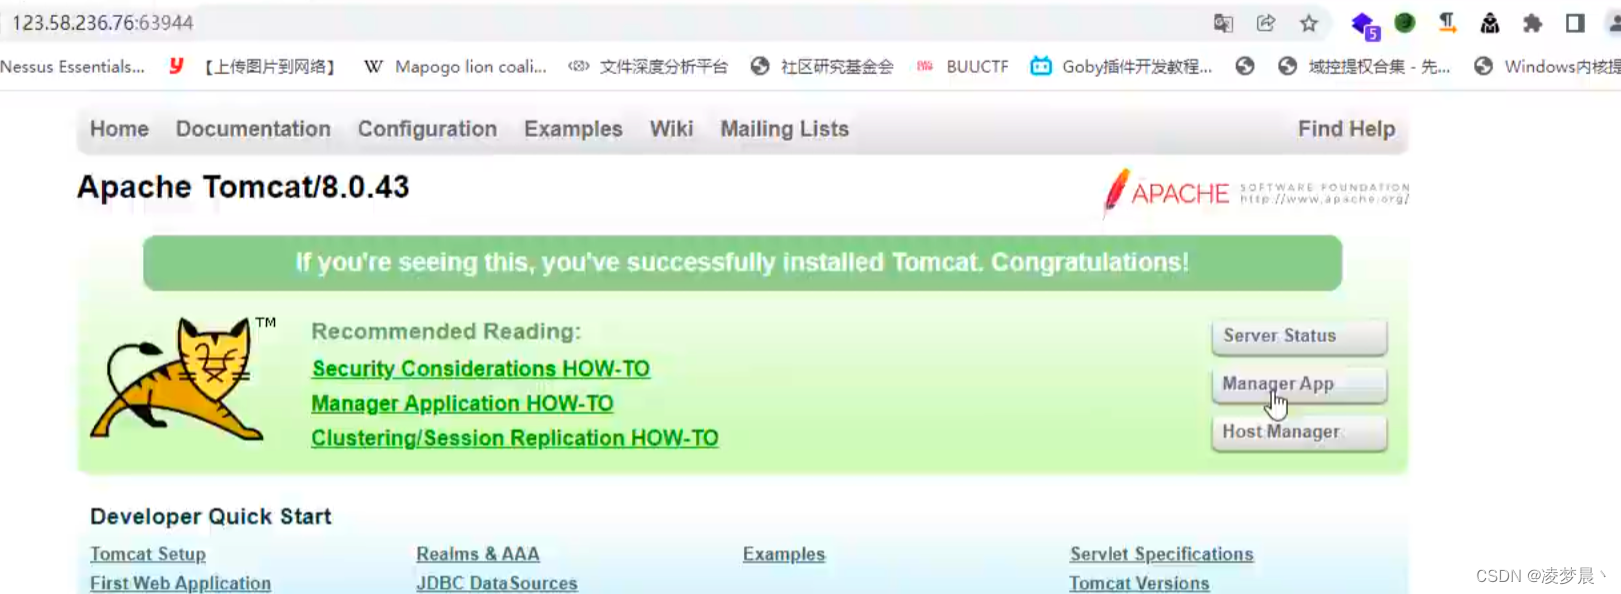 123.58.236.76:63944
5
Nessus Essentials... 【上传图片到网络】 W Mapogo lion coali... 文件深度分析平台 社区研究基金会 BUUCTF Goby插件开发教程... 域控提权合集 - 先... Windows内核提
Home Documentation Configuration Examples Wiki Mailing Lists Find Help
Apache Tomcat/8.0.43
APACHE SOFTWARE FOUNDATION
http://www.apache.org/
If you're seeing this, you've successfully installed Tomcat. Congratulations!
TM
Recommended Reading:
Security Considerations HOW-TO
Manager Application HOW-TO
Clustering/Session Replication HOW-TO
Server Status
Manager App
Host Manager
Developer Quick Start
Tomcat Setup Realms & AAA Examples Servlet Specifications
First Web Application JDBC DataSources Tomcat Versions
CSDN @凌梦晨丶